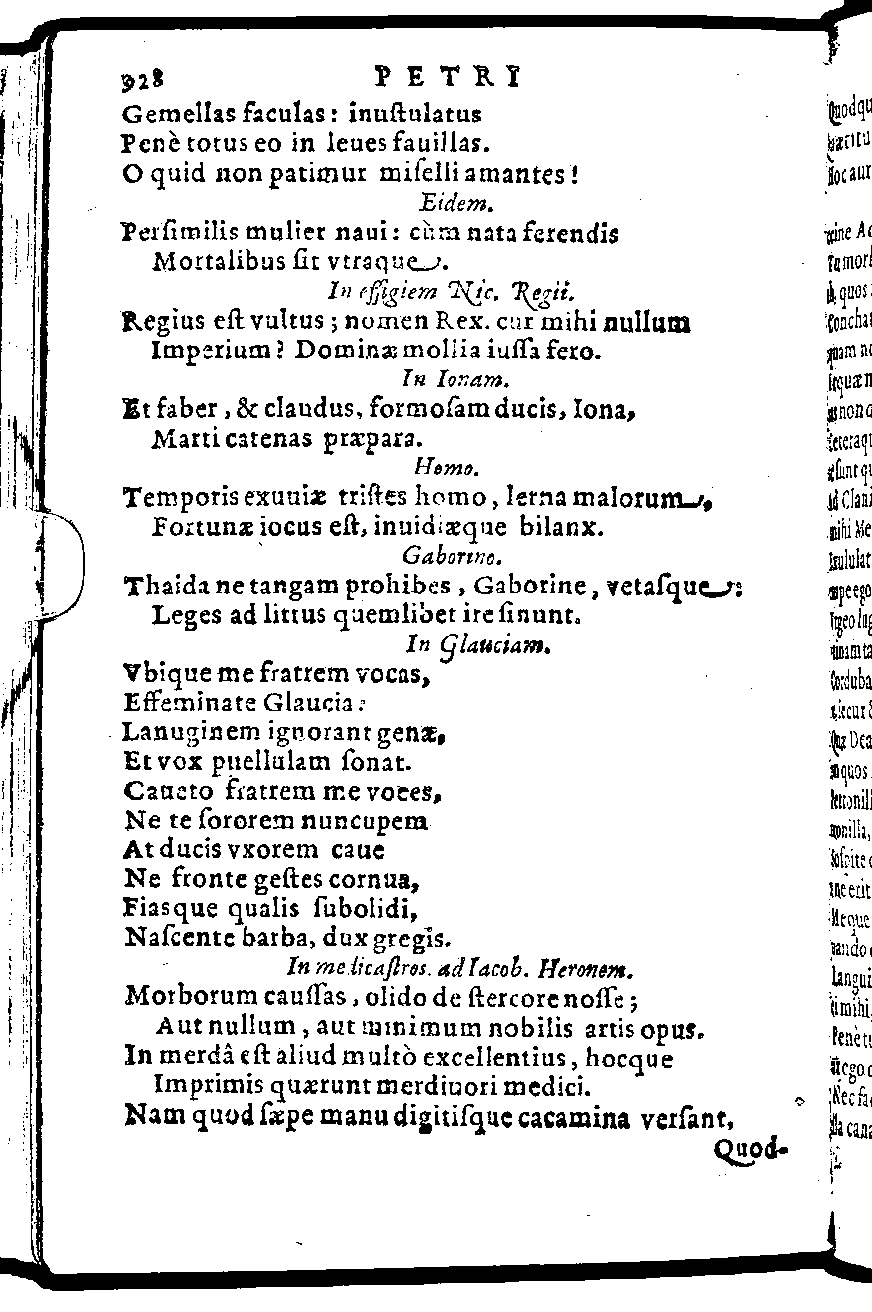 928 PETRI
Gemellas faculas: inuſtulatus
Penè totus eo in leues fauillas.
O quid non patimur miſelli amantes!
Eidem.
Perſimilis mulier naui: cùm nata ferendis
Mortalibus ſit vtraque.
In effigiem Nic. Regii.
Regius eſt vultus; nomen Rex. cur mihi nullum
Imperium? Dominæ mollia iuſſa fero.
In Ionam.
Et faber, & claudus, formoſam ducis, Iona,
Marti catenas præpara.
Homo.
Temporis exuuiæ triſtes homo, lerna malorum,
Fortunæ iocus eſt, inuidiæque bilanx.
Gaborino.
Thaida ne tangam prohibes, Gaborine, vetaſque:
Leges ad littus quemlibet ire ſinunt.
In Glauciam.
Vbique me fratrem vocas,
Effeminate Glaucia:
Lanuginem ignorant genæ,
Et vox puellulam ſonat.
Caueto fratrem me voces,
Ne te ſororem nuncupem
At ducis vxorem caue
Ne fronte geſtes cornua,
Fiasque qualis ſubolidi,
Naſcente barba, dux gregis.
In medicaſtros. ad Iacob. Heronem.
Morborum cauſſas, olido de ſtercore noſſe;
Aut nullum, aut minimum nobilis artis opus.
In merdâ eſt aliud multò excellentius, hocque
Imprimis quærunt merdiuori medici.
Nam quod ſæpe manu digitiſque cacamina verſant,
Quod-